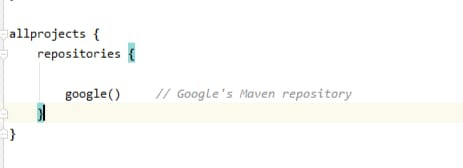 allprojects {
repositories {
google() // Google's Maven repository
}
}